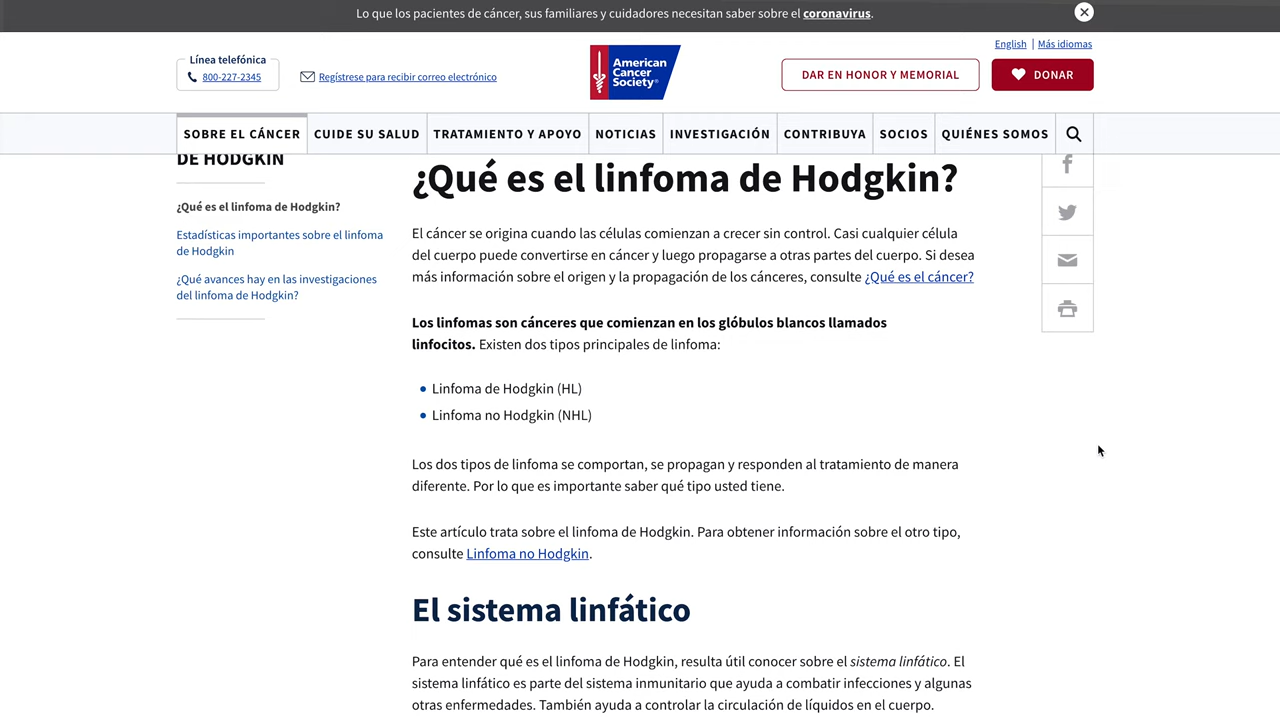 Lo que los pacientes de cáncer, sus familiares y cuidadores necesitan saber sobre el coronavirus.
English | Más idiomas
Línea telefónica
800-227-2345
Regístrese para recibir correo electrónico
American
Cancer
Society®
DAR EN HONOR Y MEMORIAL
DONAR
SOBRE EL CÁNCER
CUIDE SU SALUD
TRATAMIENTO Y APOYO
NOTICIAS
INVESTIGACIÓN
CONTRIBUYA
SOCIOS
QUIÉNES SOMOS
DE HODGKIN
¿Qué es el linfoma de Hodgkin?
Estadísticas importantes sobre el linfoma
de Hodgkin
¿Qué avances hay en las investigaciones
del linfoma de Hodgkin?
¿Qué es el linfoma de Hodgkin?
El cáncer se origina cuando las células comienzan a crecer sin control. Casi cualquier célula
del cuerpo puede convertirse en cáncer y luego propagarse a otras partes del cuerpo. Si desea
más información sobre el origen y la propagación de los cánceres, consulte ¿Qué es el cáncer?
Los linfomas son cánceres que comienzan en los glóbulos blancos llamados
linfocitos. Existen dos tipos principales de linfoma:
• Linfoma de Hodgkin (HL)
• Linfoma no Hodgkin (NHL)
Los dos tipos de linfoma se comportan, se propagan y responden al tratamiento de manera
diferente. Por lo que es importante saber qué tipo usted tiene.
Este artículo trata sobre el linfoma de Hodgkin. Para obtener información sobre el otro tipo,
consulte Linfoma no Hodgkin.
El sistema linfático
Para entender qué es el linfoma de Hodgkin, resulta útil conocer sobre el sistema linfático. El
sistema linfático es parte del sistema inmunitario que ayuda a combatir infecciones y algunas
otras enfermedades. También ayuda a controlar la circulación de líquidos en el cuerpo.